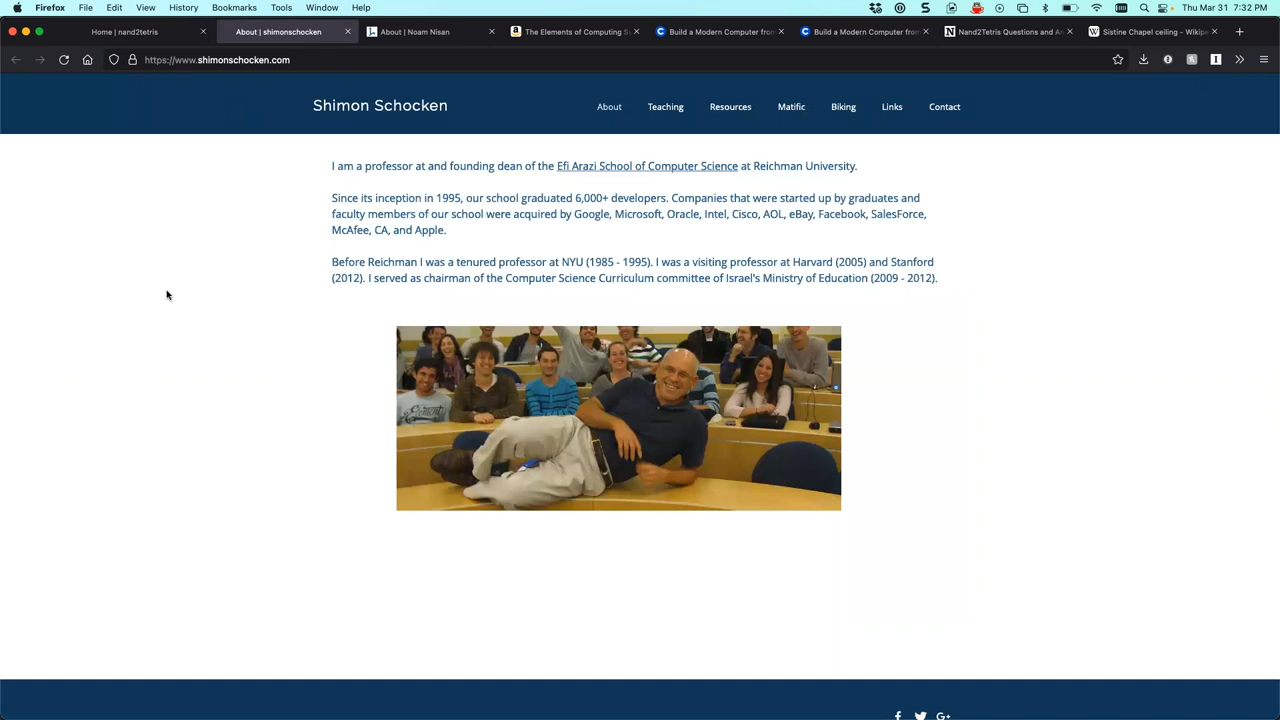 Firefox File Edit View History Bookmarks Tools Window Help Thu Mar 31 7:32 PM
Home | nand2tetris About | shimonschocken About | Noam Nisan The Elements of Computing Sy Build a Modern Computer from Build a Modern Computer from Nand2Tetris Questions and An Sistine Chapel ceiling - Wikipe
https://www.shimonschocken.com
Shimon Schocken About Teaching Resources Matific Biking Links Contact
I am a professor at and founding dean of the Efi Arazi School of Computer Science at Reichman University.
Since its inception in 1995, our school graduated 6,000+ developers. Companies that were started up by graduates and
faculty members of our school were acquired by Google, Microsoft, Oracle, Intel, Cisco, AOL, eBay, Facebook, SalesForce,
McAfee, CA, and Apple.
Before Reichman I was a tenured professor at NYU (1985 - 1995). I was a visiting professor at Harvard (2005) and Stanford
(2012). I served as chairman of the Computer Science Curriculum committee of Israel's Ministry of Education (2009 - 2012).